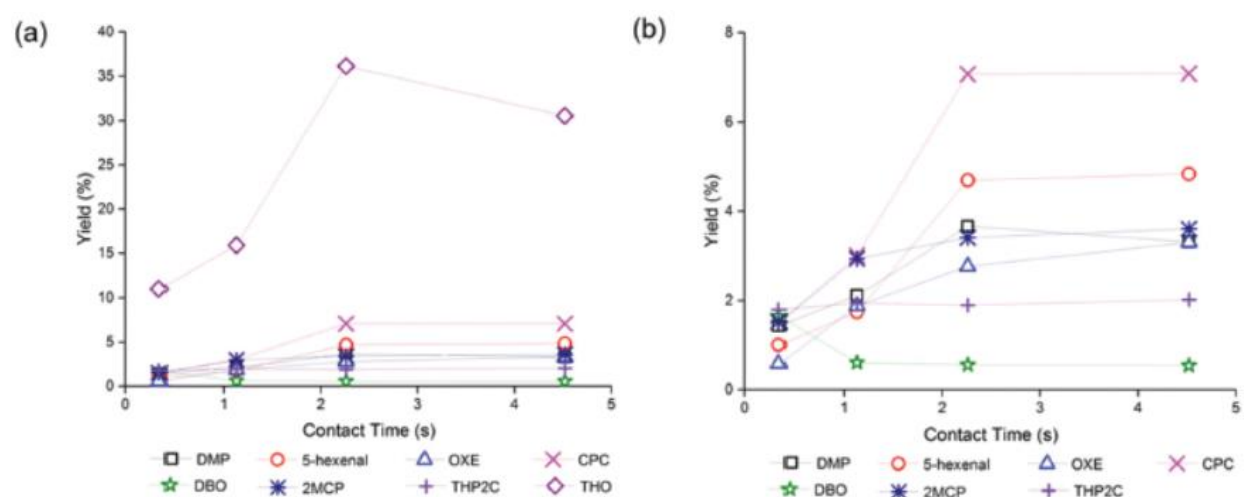 (a)
40
35
30
25
20
15
10
5
0
Yield (%)
0 1 2 3 4 5
Contact Time (s)
DMP 5-hexenal OXE CPC
DBO 2MCP THP2C THO
(b)
8
6
4
2
0
Yield (%)
0 1 2 3 4 5
Contact Time (s)
DMP 5-hexenal OXE CPC
DBO 2MCP THP2C